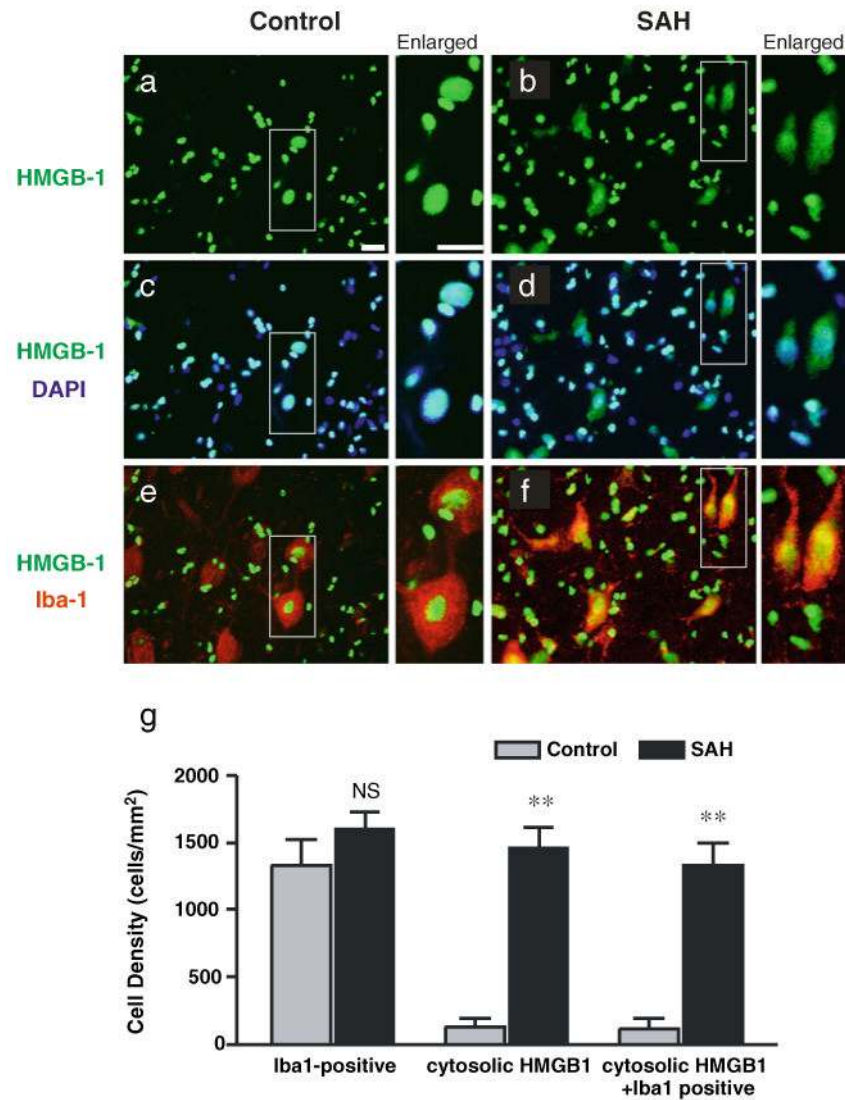 Control
SAH
Enlarged
Enlarged
a
b
HMGB-1
c
d
HMGB-1
DAPI
e
f
HMGB-1
Iba-1
g
Control
SAH
2000
1500
1000
500
0
Cell Density (cells/mm²)
NS
**
**
Iba1-positive
cytosolic HMGB1
cytosolic HMGB1
+Iba1 positive